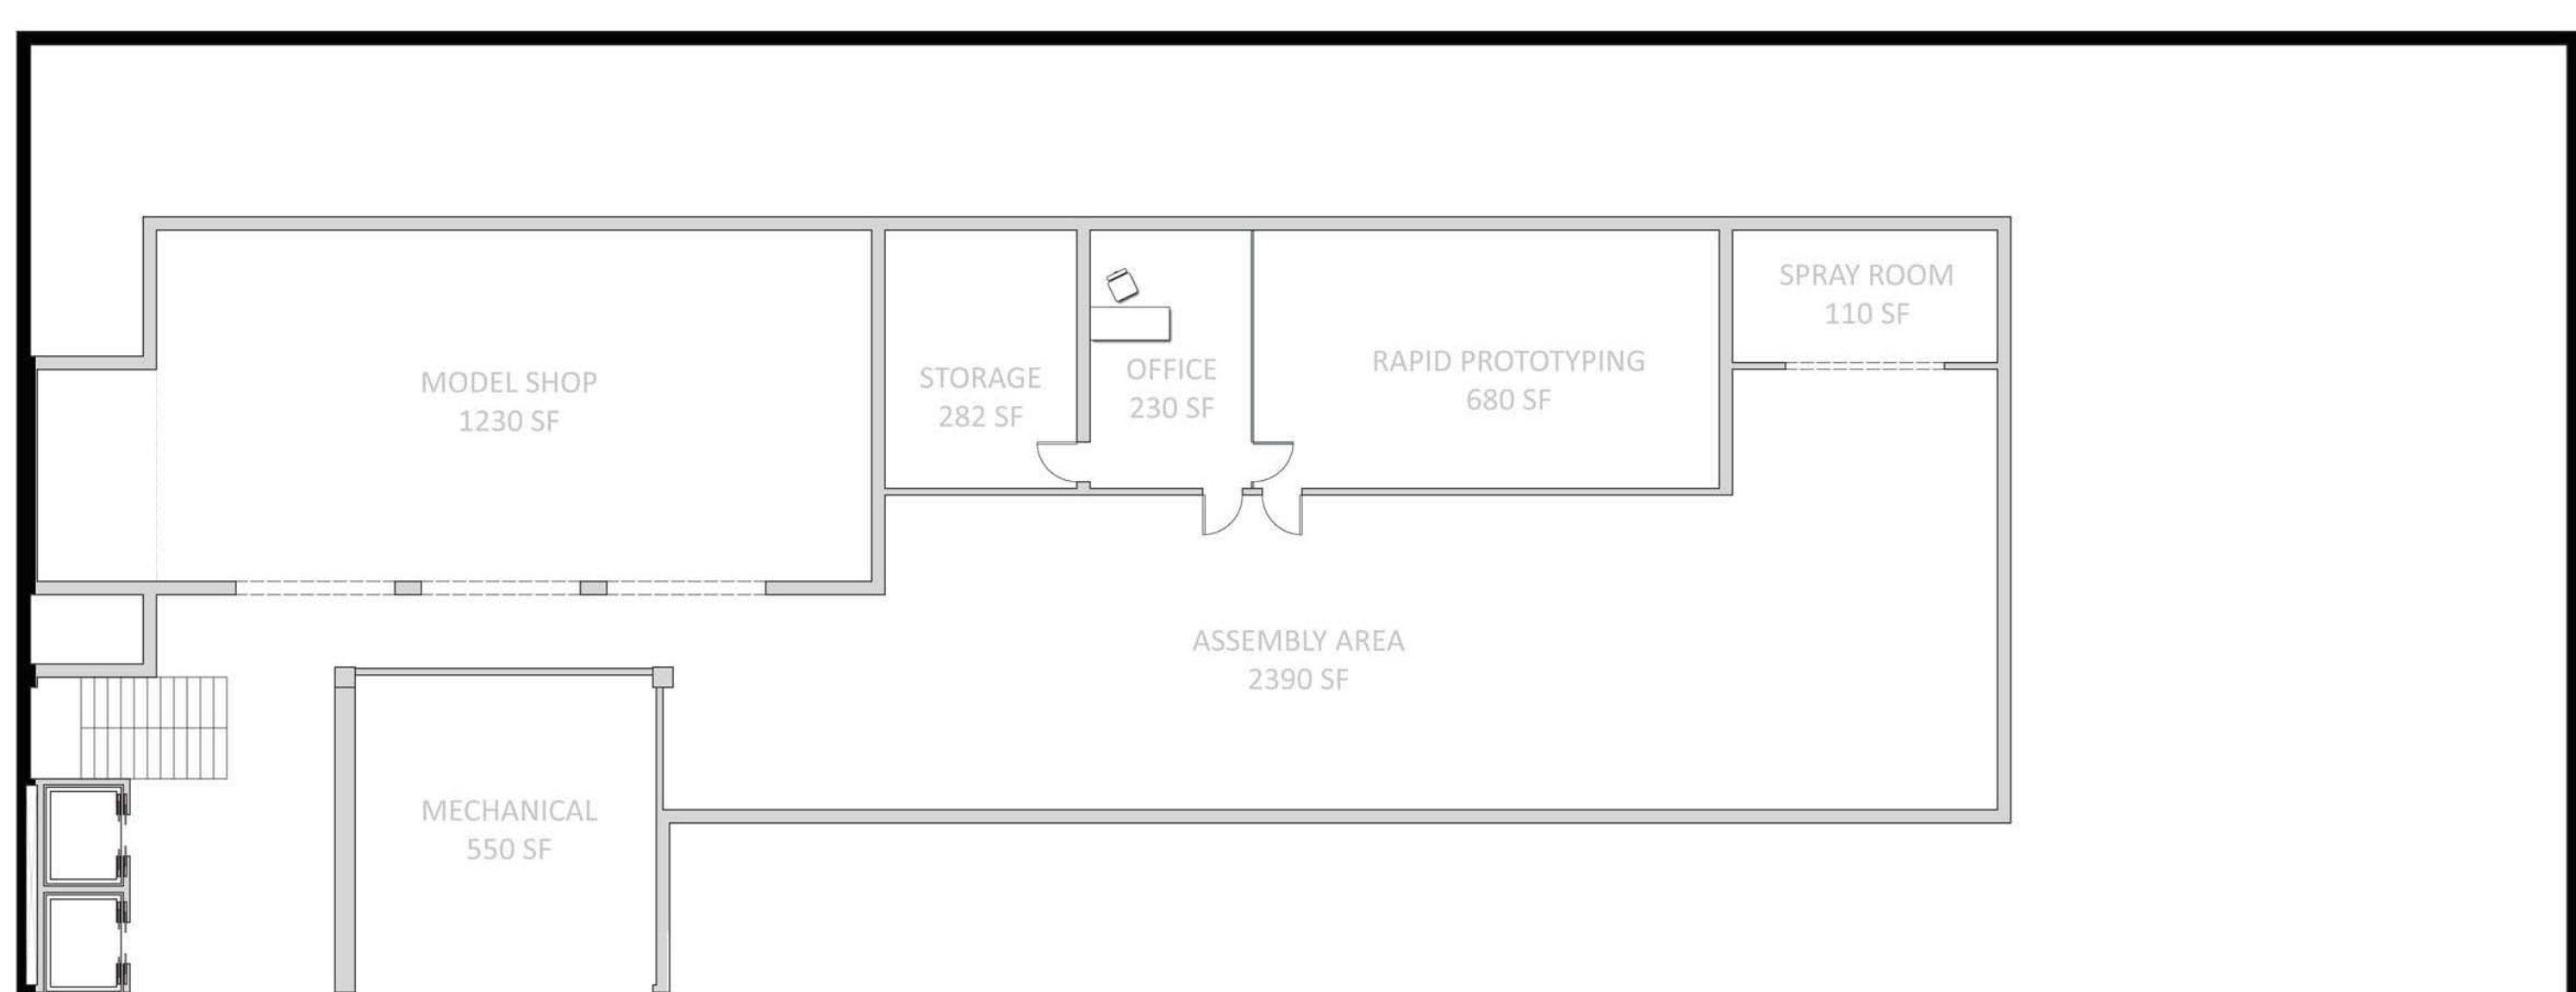 MODEL SHOP
1230 SF
STORAGE
282 SF
OFFICE
230 SF
RAPID PROTOTYPING
680 SF
SPRAY ROOM
110 SF
ASSEMBLY AREA
2390 SF
MECHANICAL
550 SF